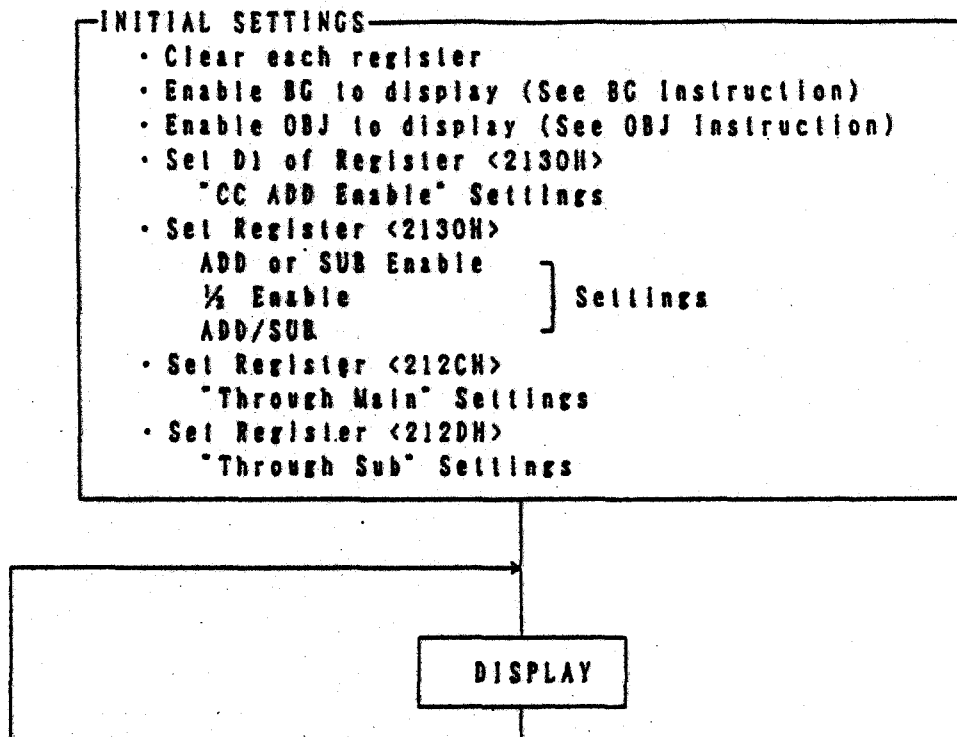 INITIAL SETTINGS
· Clear each register
· Enable BG to display (See BG Instruction)
· Enable OBJ to display (See OBJ Instruction)
· Set D1 of Register <2130H>
"CC ADD Enable" Settings
· Set Register <2130H>
ADD or SUB Enable
½ Enable ] Settings
ADD/SUB
· Set Register <212CH>
"Through Main" Settings
· Set Register <212DH>
"Through Sub" Settings
DISPLAY